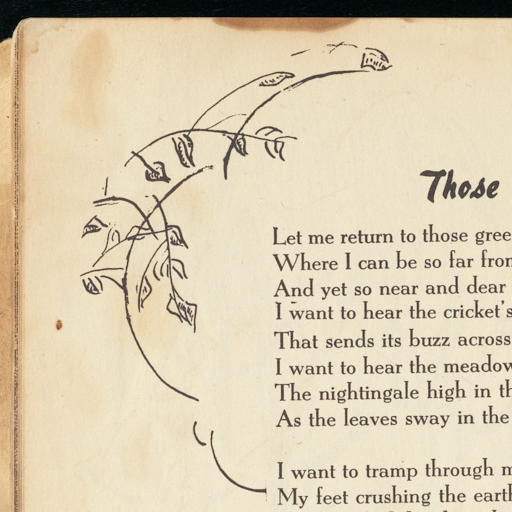 Those
Let me return to those gree
Where I can be so far from
And yet so near and dear
I want to hear the cricket's
That sends its buzz across
I want to hear the meadow
The nightingale high in th
As the leaves sway in the
I want to tramp through m
My feet crushing the earth